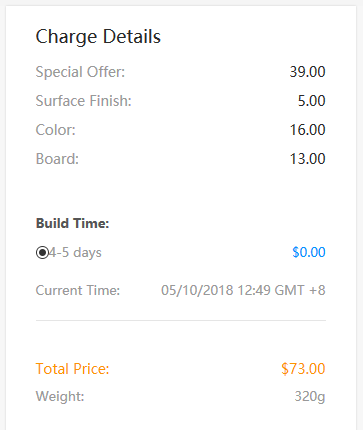 Charge Details
Special Offer: 39.00
Surface Finish: 5.00
Color: 16.00
Board: 13.00
Build Time:
4-5 days $0.00
Current Time: 05/10/2018 12:49 GMT +8
Total Price: $73.00
Weight: 320g